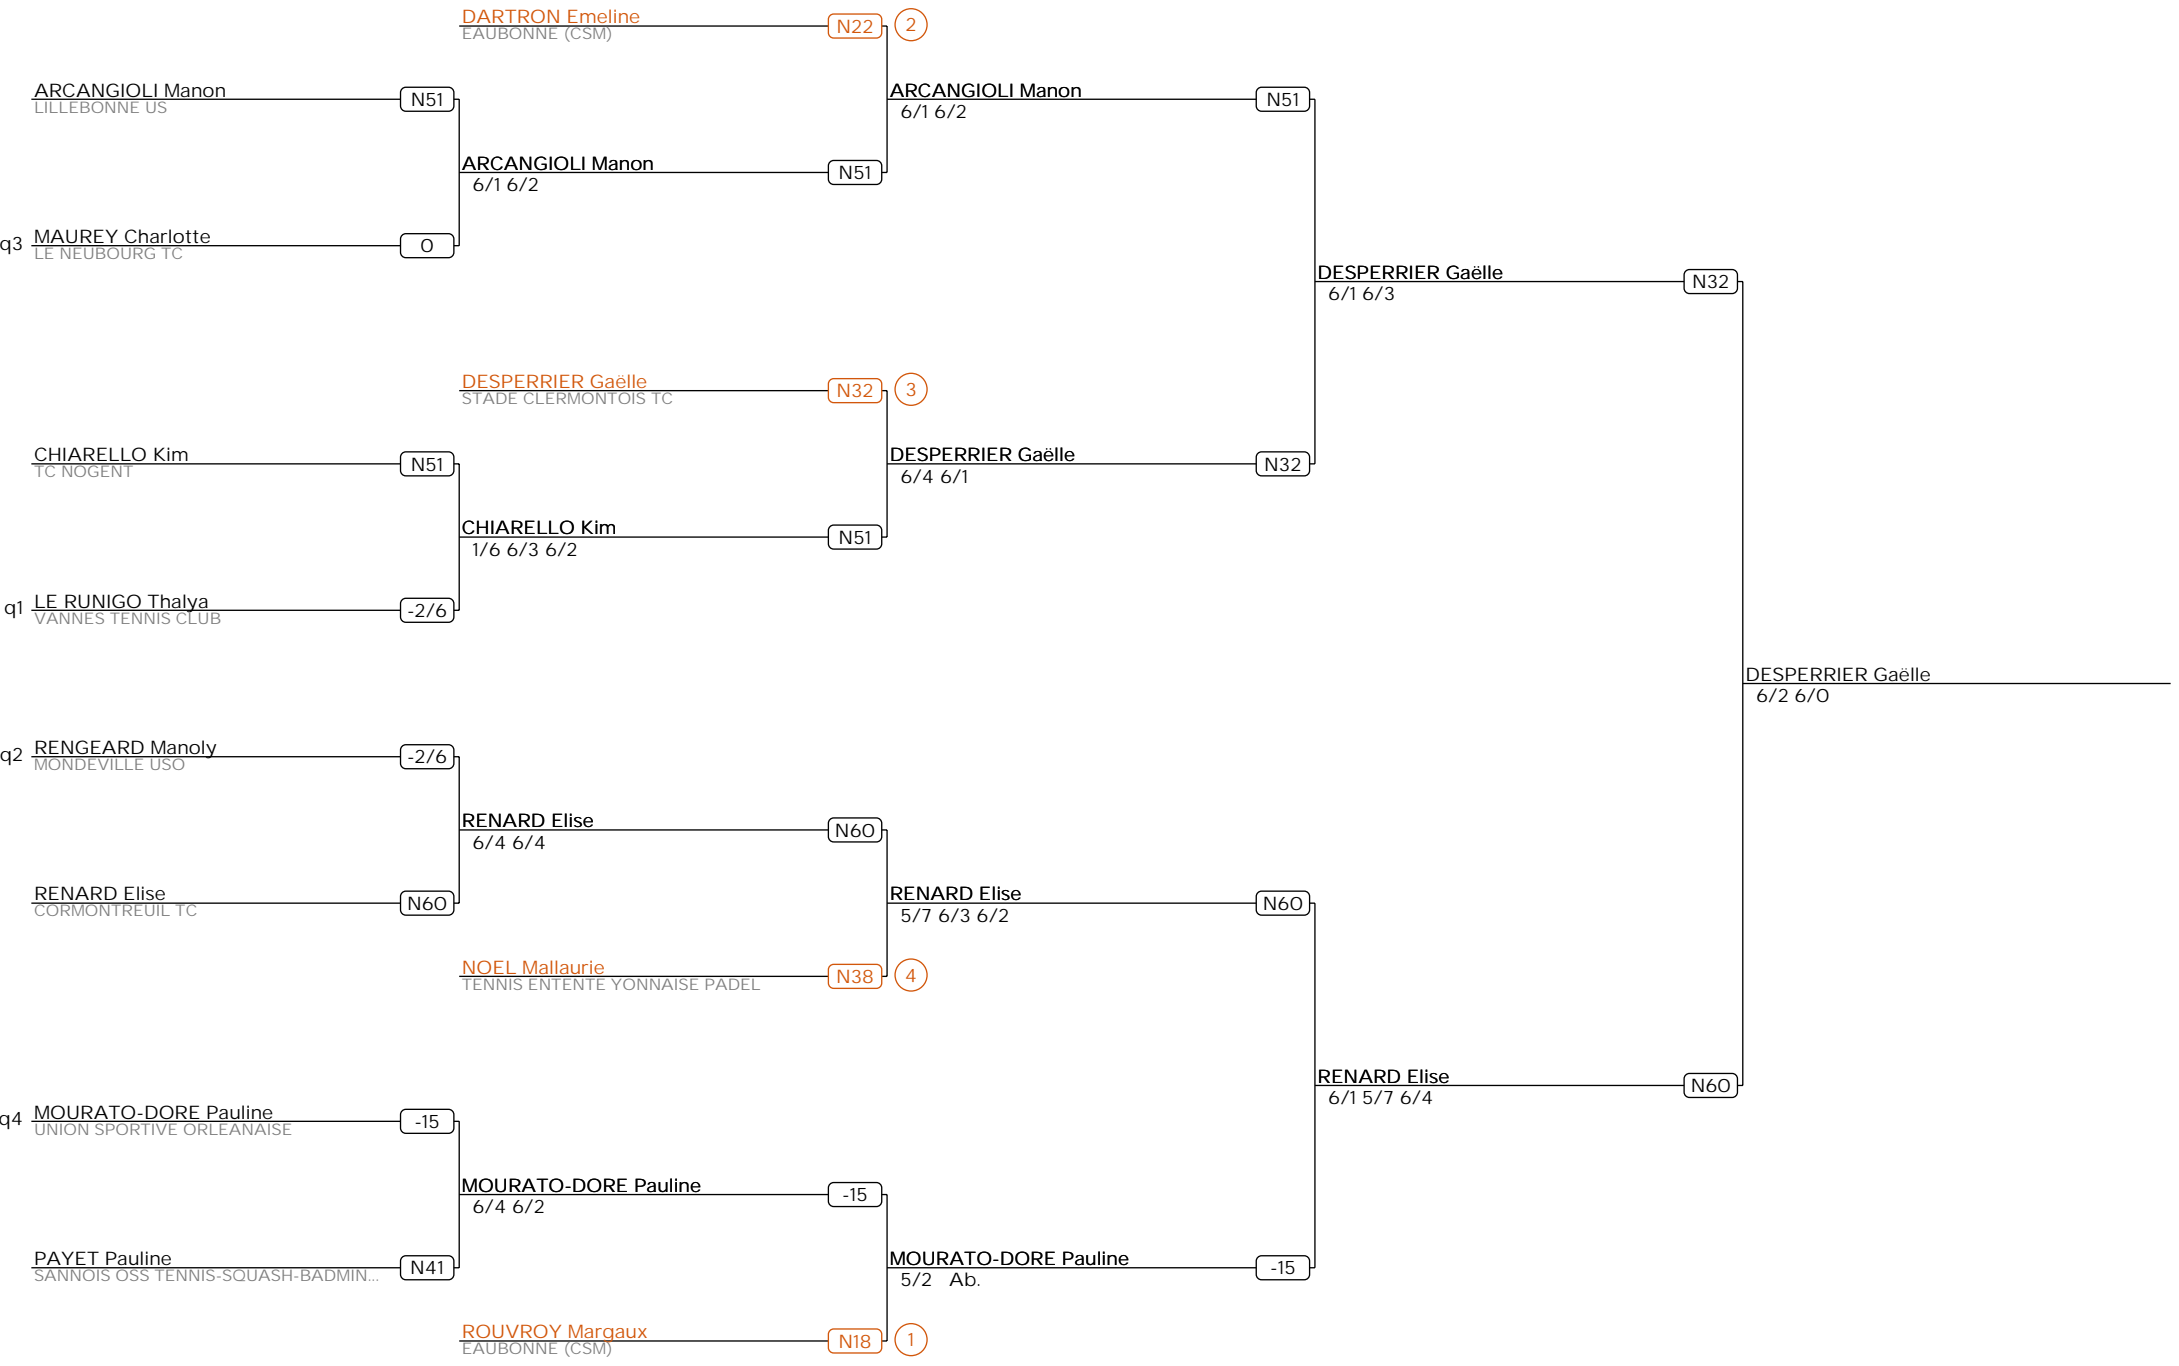 DARTRON Emeline
EAUBONNE (CSM)
N22
2
ARCANGIOLI Manon
LILLEBONNE US
N51
ARCANGIOLI Manon
6/1 6/2
N51
ARCANGIOLI Manon
6/1 6/2
N51
q3
MAUREY Charlotte
LE NEUBOURG TC
0
DESPERRIER Gaëlle
6/1 6/3
N32
DESPERRIER Gaëlle
STADE CLERMONTOIS TC
N32
3
CHIARELLO Kim
TC NOGENT
N51
DESPERRIER Gaëlle
6/4 6/1
N32
CHIARELLO Kim
1/6 6/3 6/2
N51
q1
LE RUNIGO Thalya
VANNES TENNIS CLUB
-2/6
DESPERRIER Gaëlle
6/2 6/0
q2
RENGEARD Manoly
MONDEVILLE USO
-2/6
RENARD Elise
6/4 6/4
N60
RENARD Elise
CORMONTREUIL TC
N60
RENARD Elise
5/7 6/3 6/2
N60
NOEL Mallaurie
TENNIS ENTENTE YONNAISE PADEL
N38
4
RENARD Elise
6/1 5/7 6/4
N60
q4
MOURATO-DORE Pauline
UNION SPORTIVE ORLEANAISE
-15
MOURATO-DORE Pauline
6/4 6/2
-15
PAYET Pauline
SANNOIS OSS TENNIS-SQUASH-BADMIN...
N41
MOURATO-DORE Pauline
5/2 Ab.
-15
ROUVROY Margaux
EAUBONNE (CSM)
N18
1